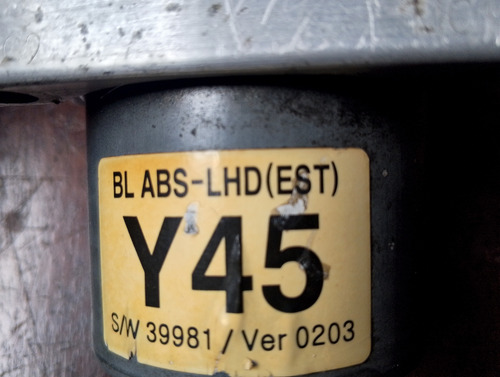 BL ABS-LHD(EST)
Y45
S/W 39981 / Ver 0203